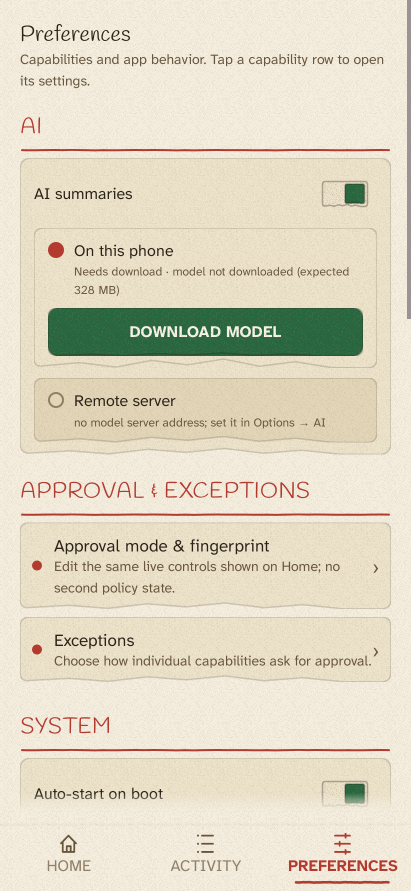 Preferences
Capabilities and app behavior. Tap a capability row to open
its settings.
AI
AI summaries
On this phone
Needs download · model not downloaded (expected
328 MB)
DOWNLOAD MODEL
Remote server
no model server address; set it in Options → AI
APPROVAL & EXCEPTIONS
Approval mode & fingerprint
Edit the same live controls shown on Home; no
second policy state.
Exceptions
Choose how individual capabilities ask for approval.
SYSTEM
Auto-start on boot
HOME ACTIVITY PREFERENCES